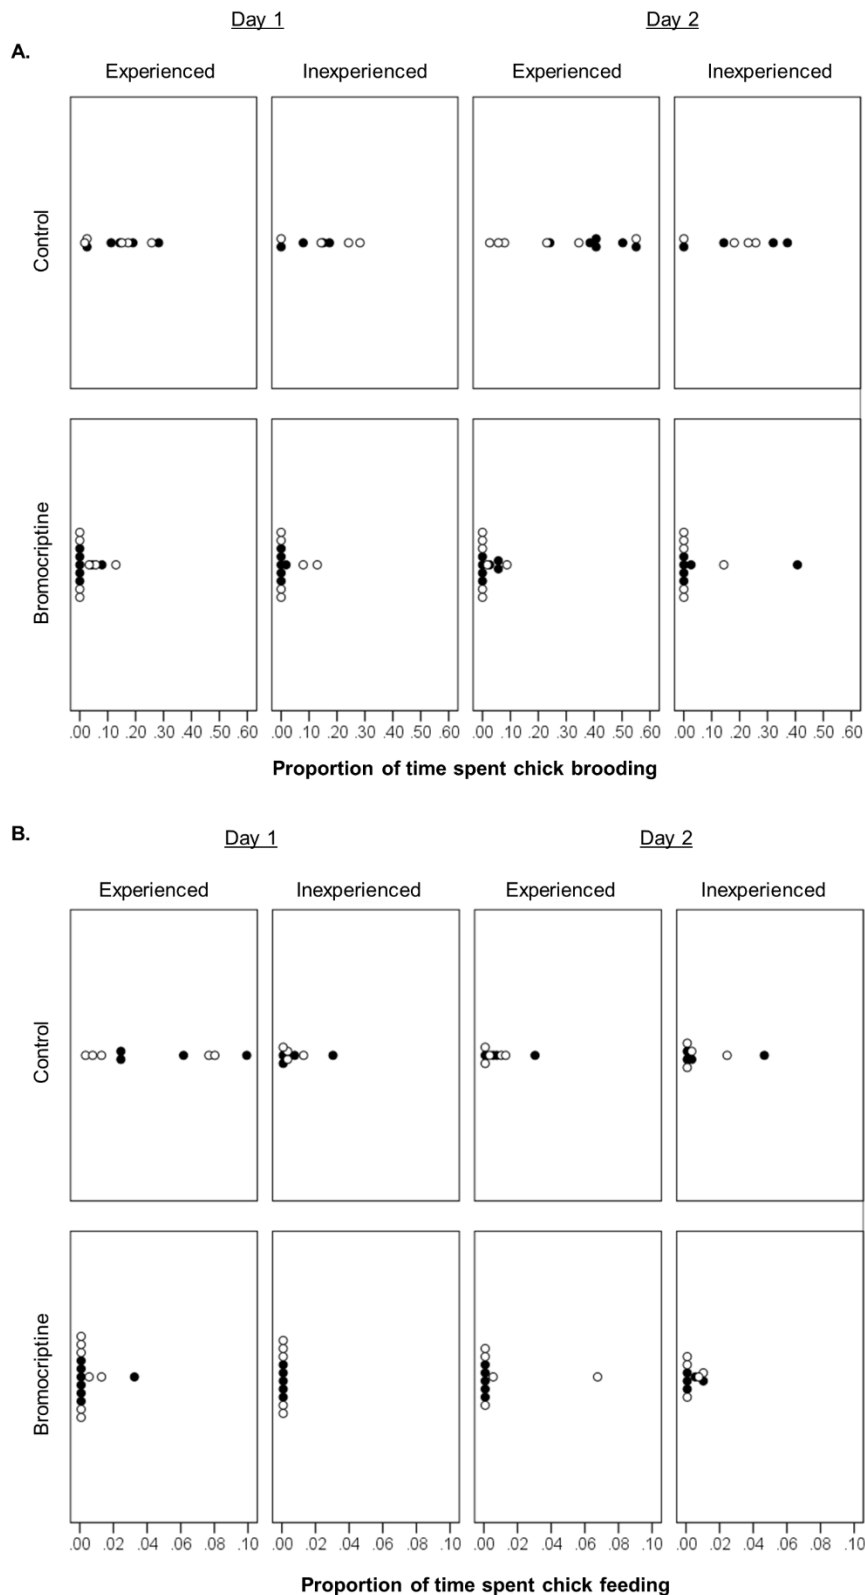 Day 1 Day 2
A.
Experienced Inexperienced Experienced Inexperienced
Control
Bromocriptine
.00 .10 .20 .30 .40 .50 .60 .00 .10 .20 .30 .40 .50 .60 .00 .10 .20 .30 .40 .50 .60 .00 .10 .20 .30 .40 .50 .60
Proportion of time spent chick brooding
B.
Day 1 Day 2
Experienced Inexperienced Experienced Inexperienced
Control
Bromocriptine
.00 .02 .04 .06 .08 .10 .00 .02 .04 .06 .08 .10 .00 .02 .04 .06 .08 .10 .00 .02 .04 .06 .08 .10
Proportion of time spent chick feeding